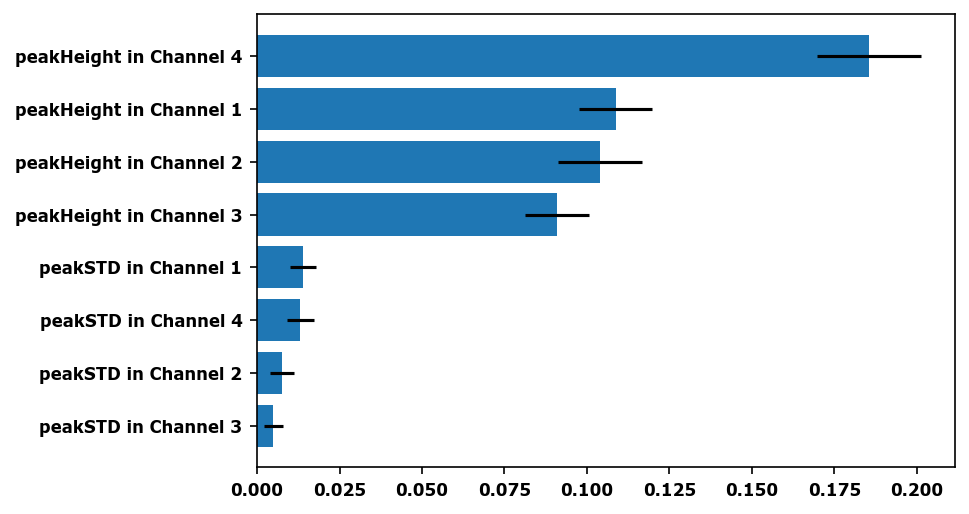 peakHeight in Channel 4
peakHeight in Channel 1
peakHeight in Channel 2
peakHeight in Channel 3
peakSTD in Channel 1
peakSTD in Channel 4
peakSTD in Channel 2
peakSTD in Channel 3
0.000 0.025 0.050 0.075 0.100 0.125 0.150 0.175 0.200